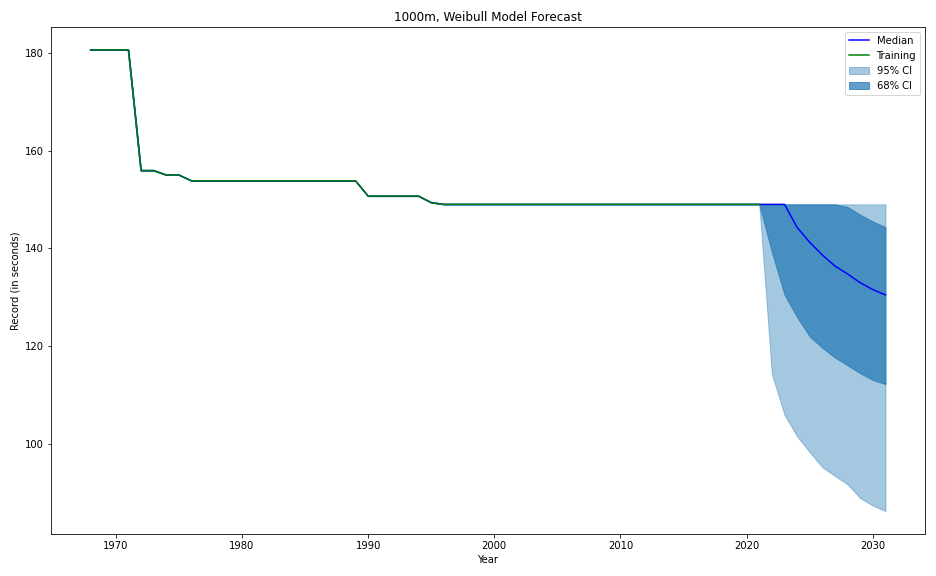 1000m, Weibull Model Forecast
Median
Training
95% CI
68% CI
Record (in seconds)
180
160
140
120
100
1970
1980
1990
2000
2010
2020
2030
Year